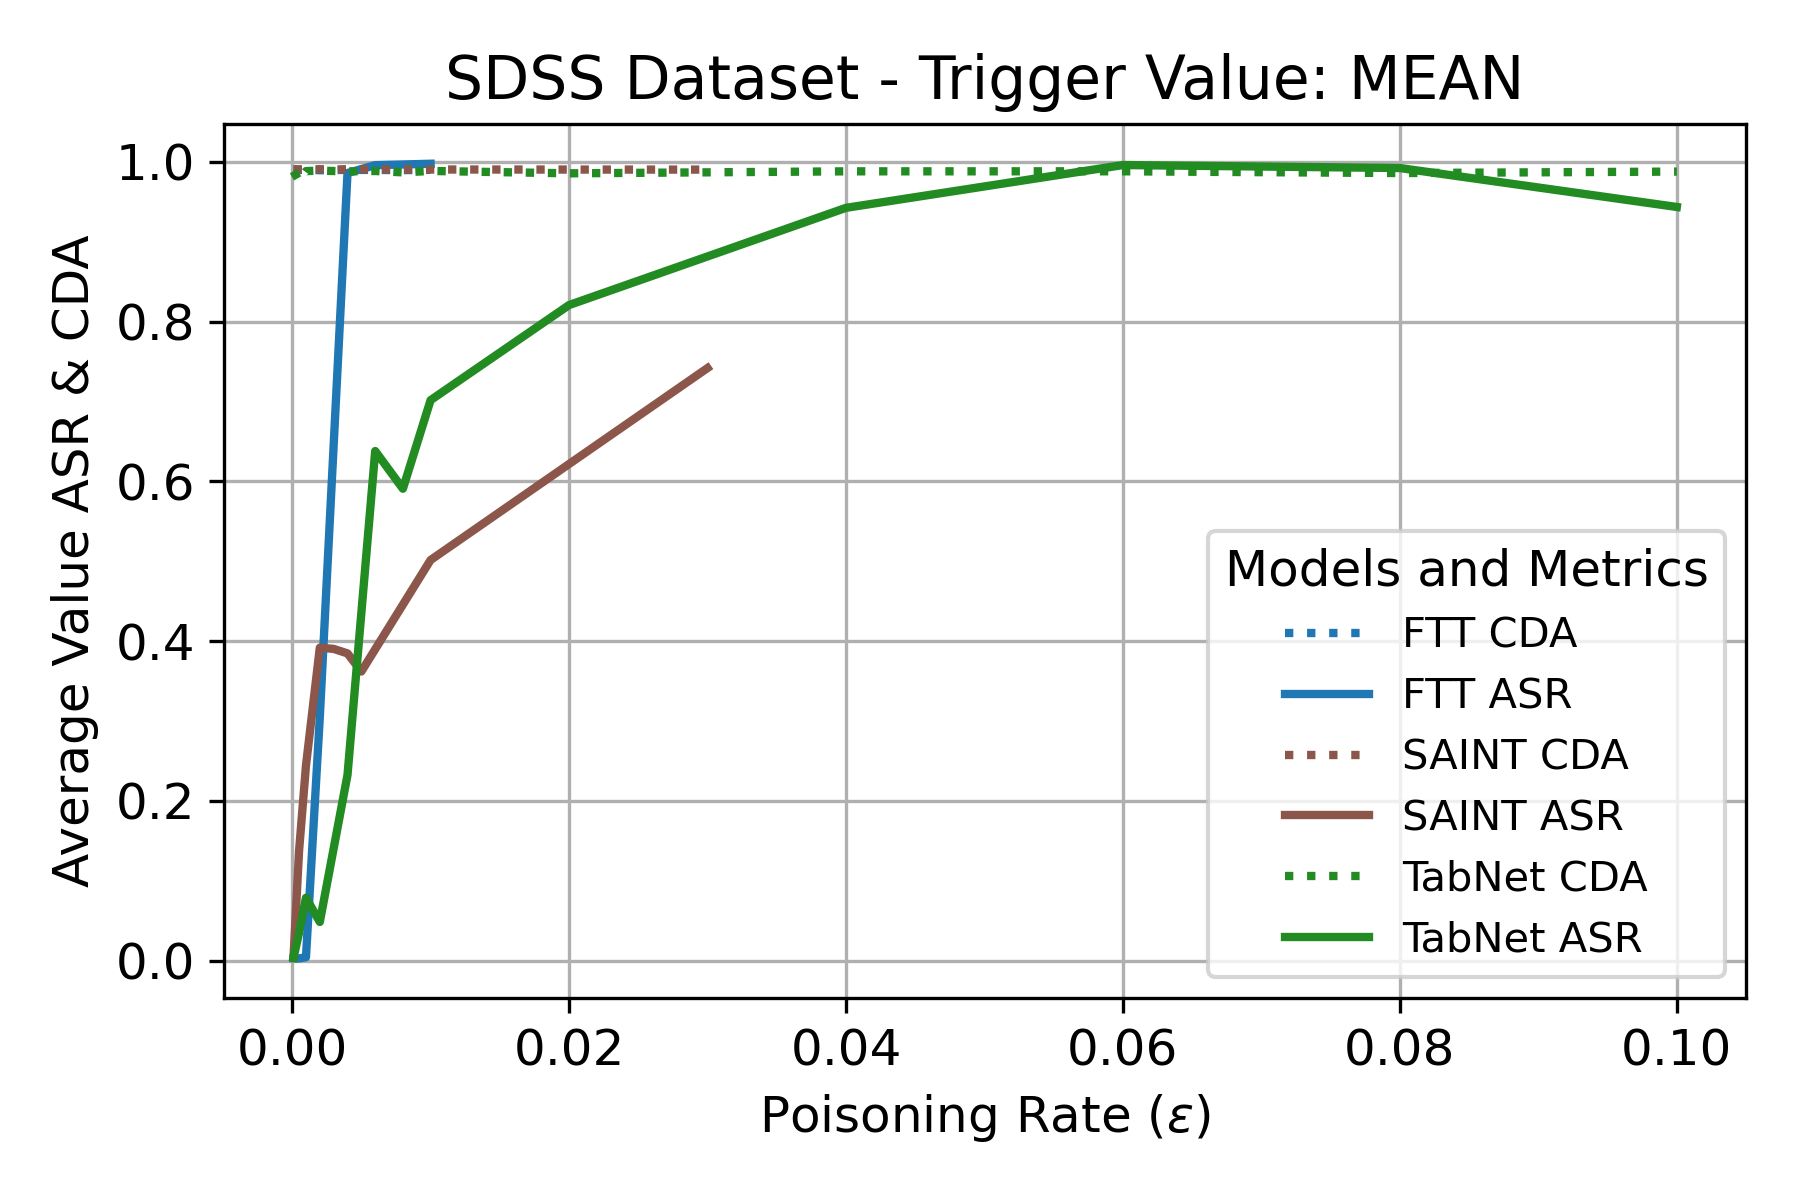 SDSS Dataset - Trigger Value: MEAN
Average Value ASR & CDA
1.0
0.8
0.6
0.4
0.2
0.0
Models and Metrics
FTT CDA
FTT ASR
SAINT CDA
SAINT ASR
TabNet CDA
TabNet ASR
0.00 0.02 0.04 0.06 0.08 0.10
Poisoning Rate (ε)